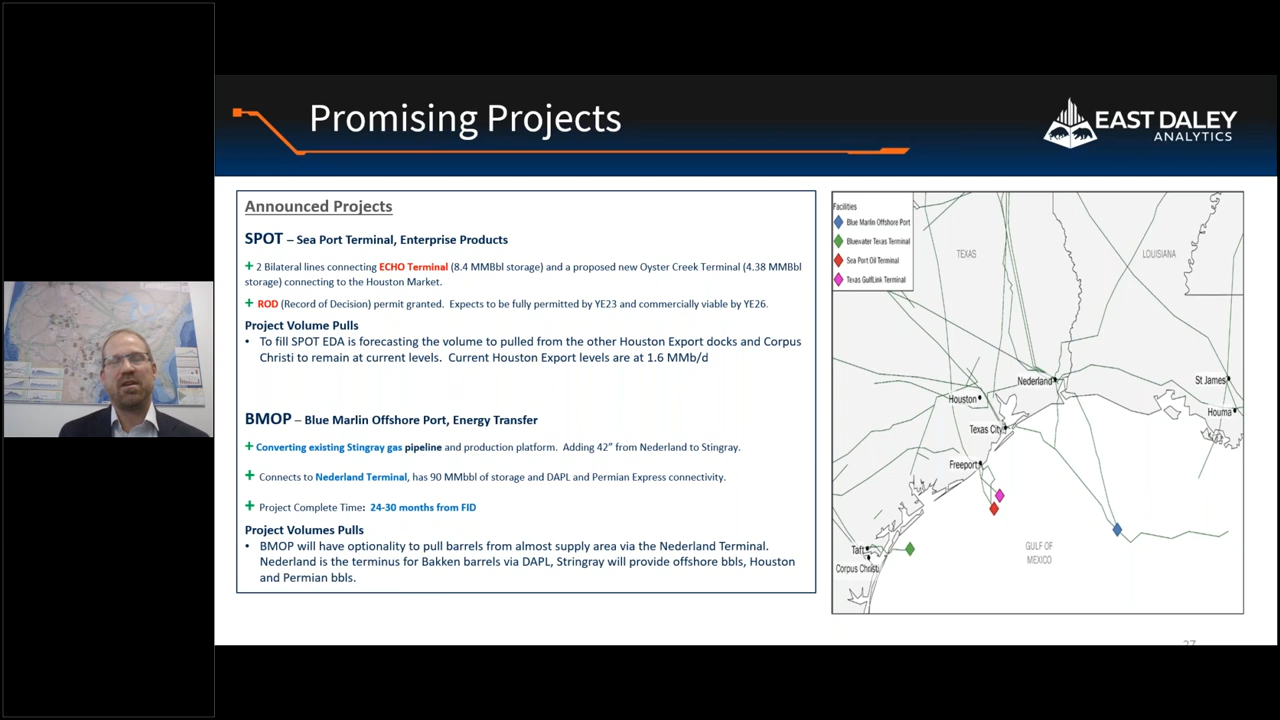 Promising Projects
EAST DALEY
ANALYTICS
Announced Projects
SPOT – Sea Port Terminal, Enterprise Products
+ 2 Bilateral lines connecting ECHO Terminal (8.4 MMBbl storage) and a proposed new Oyster Creek Terminal (4.38 MMBbl
storage) connecting to the Houston Market.
+ ROD (Record of Decision) permit granted. Expects to be fully permitted by YE23 and commercially viable by YE26.
Project Volume Pulls
• To fill SPOT EDA is forecasting the volume to pulled from the other Houston Export docks and Corpus
Christi to remain at current levels. Current Houston Export levels are at 1.6 MMb/d
BMOP – Blue Marlin Offshore Port, Energy Transfer
+ Converting existing Stingray gas pipeline and production platform. Adding 42” from Nederland to Stingray.
+ Connects to Nederland Terminal, has 90 MMbbl of storage and DAPL and Permian Express connectivity.
+ Project Complete Time: 24-30 months from FID
Project Volumes Pulls
• BMOP will have optionality to pull barrels from almost supply area via the Nederland Terminal.
Nederland is the terminus for Bakken barrels via DAPL, Stringray will provide offshore bbls, Houston
and Permian bbls.
Facilities
Blue Marlin Offshore Port
Bluewater Texas Terminal
Sea Port Oil Terminal
Texas GulfLink Terminal
TEXAS
LOUISIANA
Nederland
St James
Houston
Houma
Texas City
Freeport
GULF OF
MEXICO
Taft
Corpus Christi